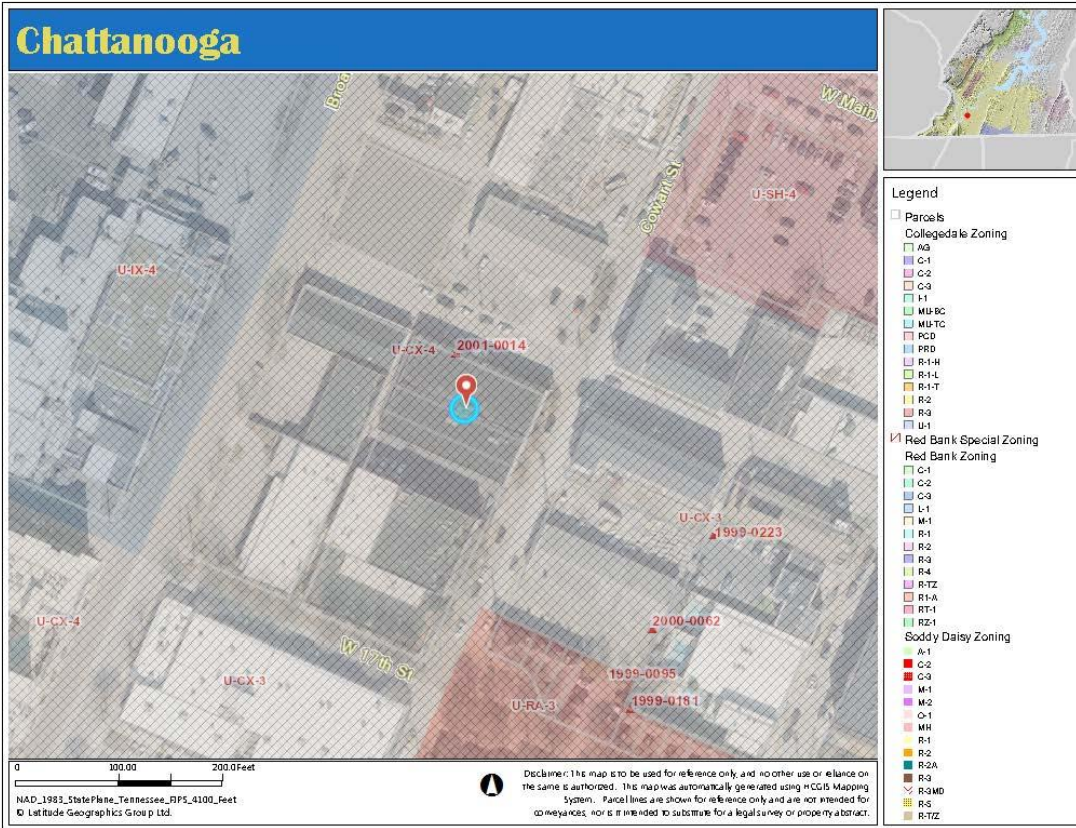 Chattanooga
Broa
W Main
Cowart St
U-SH-4
U-IX-4
U-CX-4
2001-0014
U-CX-3
1999-0223
U-CX-4
2000-0062
W 17th St
1999-0095
U-CX-3
U-RA-3
1999-0181
0 100.00 200.0 Feet
NAD_1983_StatePlane_Tennessee_FIPS_4100_Feet
© Latitude Geographics Group Ltd.
Disclaimer: This map is to be used for reference only, and no other use or reliance on
the same is authorized. This map was automatically generated using HCGIS Mapping
System. Parcel lines are shown for reference only and are not intended for
conveyances, nor is it intended to substitute for a legal survey or property abstract.
Legend
Parcels
Collegedale Zoning
AG
C-1
C-2
C-3
I-1
MU-BC
MU-TC
PCD
PRD
R-1-H
R-1-L
R-1-T
R-2
R-3
U-1
Red Bank Special Zoning
Red Bank Zoning
C-1
C-2
C-3
L-1
M-1
R-1
R-2
R-3
R-4
R-TZ
R1-A
RT-1
RZ-1
Soddy Daisy Zoning
A-1
C-2
C-3
M-1
M-2
O-1
MH
R-1
R-2
R-2A
R-3
R-3MD
R-5
R-T/Z